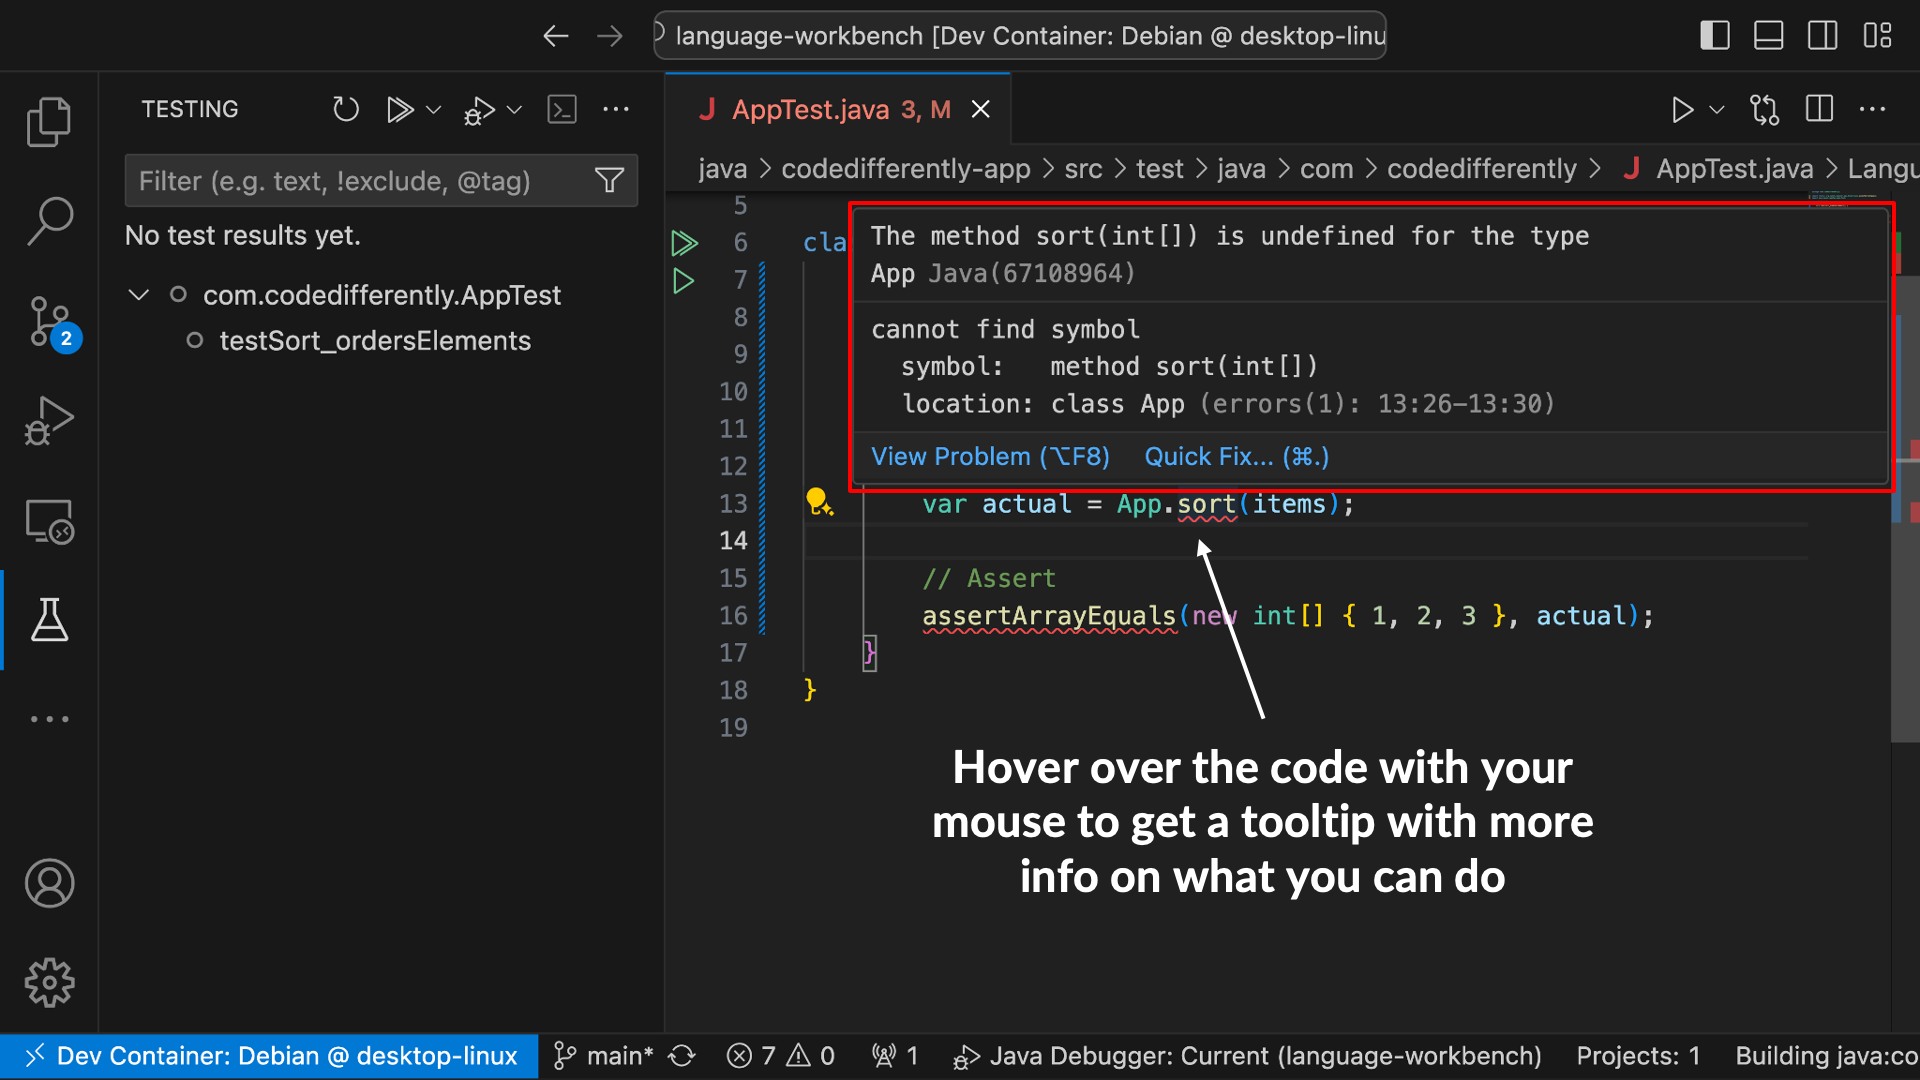 language-workbench [Dev Container: Debian @ desktop-linu
TESTING
J AppTest.java 3, M
java > codedifferently-app > src > test > java > com > codedifferently > J AppTest.java > Langu
Filter (e.g. text, !exclude, @tag)
No test results yet.
com.codedifferently.AppTest
testSort_ordersElements
2
5
6 cla
7
8
9
10
11
12
The method sort(int[]) is undefined for the type
App Java(67108964)
cannot find symbol
symbol: method sort(int[])
location: class App (errors(1): 13:26-13:30)
View Problem (⌥F8) Quick Fix... (⌘.)
13 var actual = App.sort(items);
14
15 // Assert
16 assertArrayEquals(new int[] { 1, 2, 3 }, actual);
17 }
18 }
19
Hover over the code with your
mouse to get a tooltip with more
info on what you can do
Dev Container: Debian @ desktop-linux main* 7 0 1 Java Debugger: Current (language-workbench) Projects: 1 Building java:co